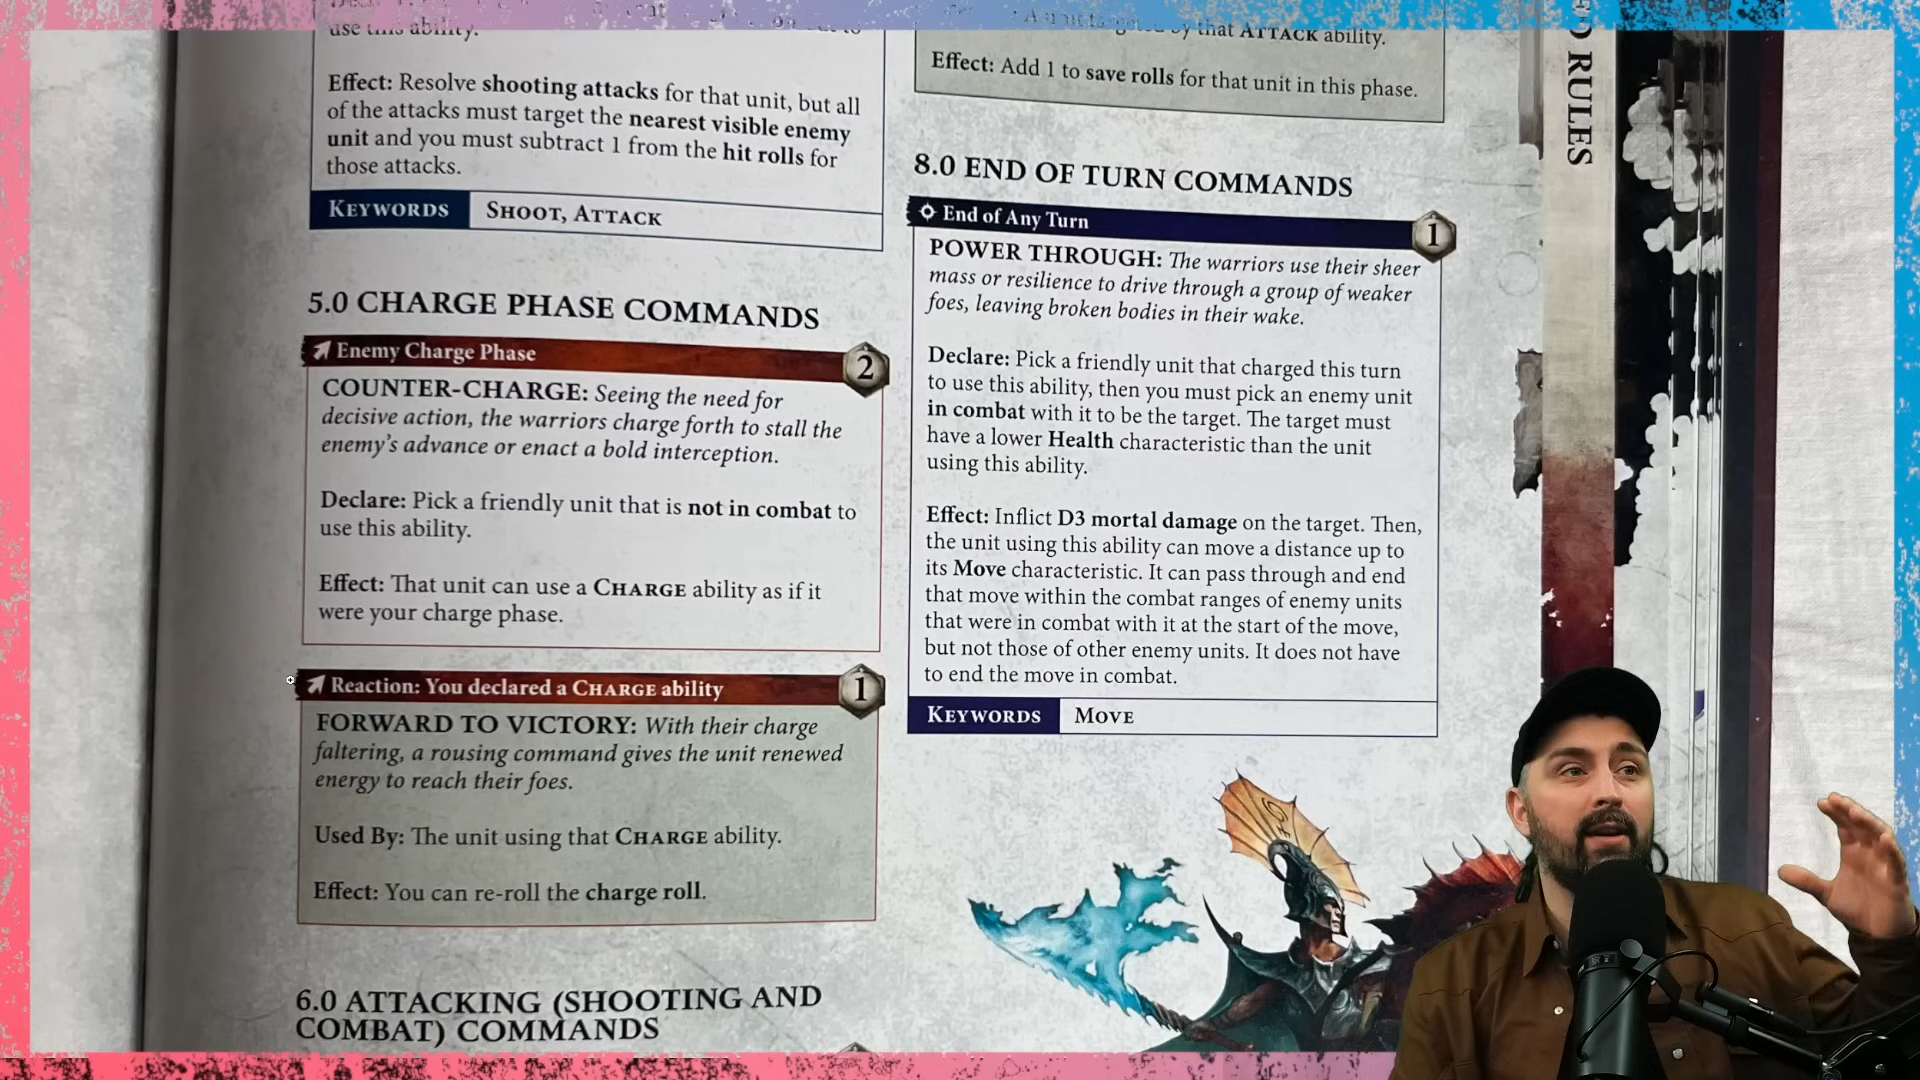 use this ability.
Effect: Resolve shooting attacks for that unit, but all
of the attacks must target the nearest visible enemy
unit and you must subtract 1 from the hit rolls for
those attacks.
KEYWORDS SHOOT, ATTACK
5.0 CHARGE PHASE COMMANDS
Enemy Charge Phase 2
COUNTER-CHARGE: Seeing the need for
decisive action, the warriors charge forth to stall the
enemy's advance or enact a bold interception.
Declare: Pick a friendly unit that is not in combat to
use this ability.
Effect: That unit can use a CHARGE ability as if it
were your charge phase.
Reaction: You declared a CHARGE ability 1
FORWARD TO VICTORY: With their charge
faltering, a rousing command gives the unit renewed
energy to reach their foes.
Used By: The unit using that CHARGE ability.
Effect: You can re-roll the charge roll.
6.0 ATTACKING (SHOOTING AND
COMBAT) COMMANDS
by that ATTACK ability.
Effect: Add 1 to save rolls for that unit in this phase.
8.0 END OF TURN COMMANDS
End of Any Turn 1
POWER THROUGH: The warriors use their sheer
mass or resilience to drive through a group of weaker
foes, leaving broken bodies in their wake.
Declare: Pick a friendly unit that charged this turn
to use this ability, then you must pick an enemy unit
in combat with it to be the target. The target must
have a lower Health characteristic than the unit
using this ability.
Effect: Inflict D3 mortal damage on the target. Then,
the unit using this ability can move a distance up to
its Move characteristic. It can pass through and end
that move within the combat ranges of enemy units
that were in combat with it at the start of the move,
but not those of other enemy units. It does not have
to end the move in combat.
KEYWORDS MOVE
RULES